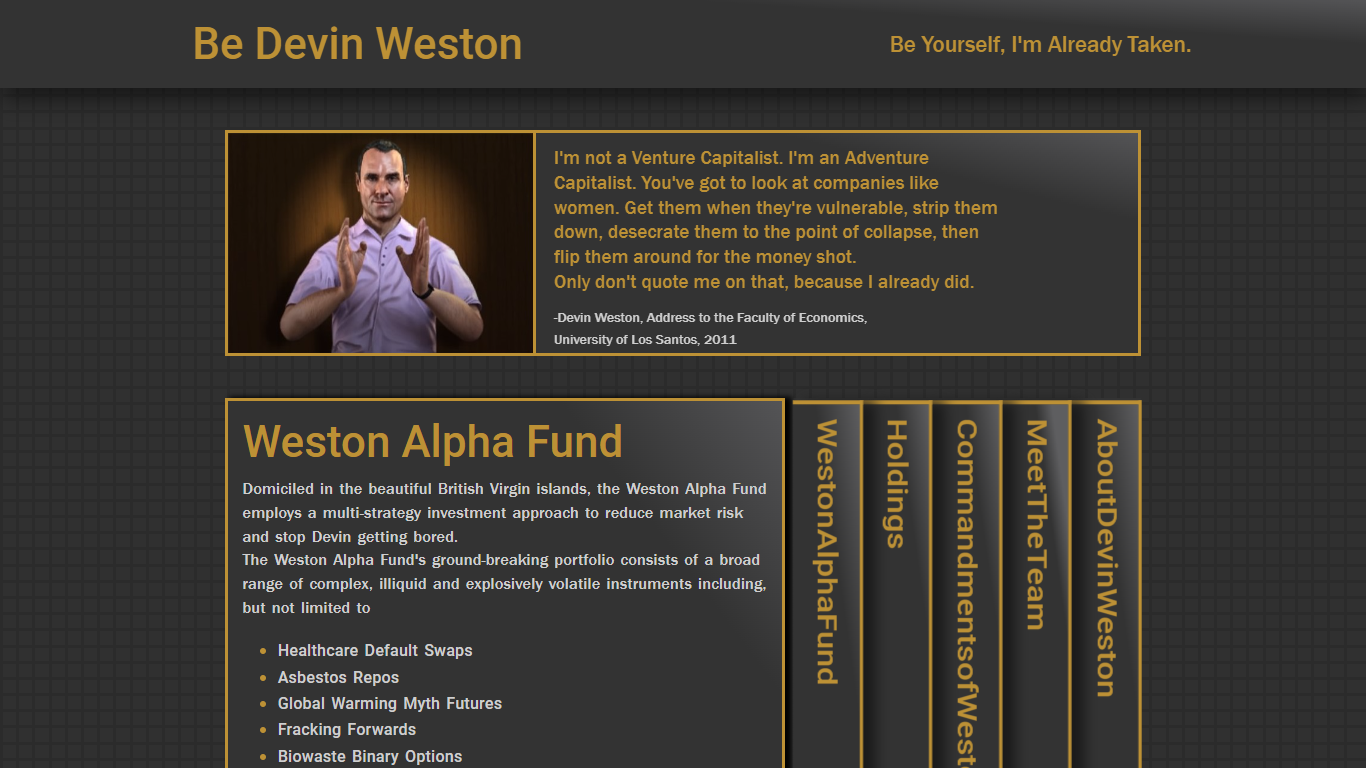 Be Devin Weston
Be Yourself, I'm Already Taken.
I'm not a Venture Capitalist. I'm an Adventure
Capitalist. You've got to look at companies like
women. Get them when they're vulnerable, strip them
down, desecrate them to the point of collapse, then
flip them around for the money shot.
Only don't quote me on that, because I already did.
-Devin Weston, Address to the Faculty of Economics,
University of Los Santos, 2011
Weston Alpha Fund
Domiciled in the beautiful British Virgin islands, the Weston Alpha Fund
employs a multi-strategy investment approach to reduce market risk
and stop Devin getting bored.
The Weston Alpha Fund's ground-breaking portfolio consists of a broad
range of complex, illiquid and explosively volatile instruments including,
but not limited to
Healthcare Default Swaps
Asbestos Repos
Global Warming Myth Futures
Fracking Forwards
Biowaste Binary Options
WestonAlphaFund
Holdings
CommandmentsofWest
MeetTheTeam
AboutDevinWeston